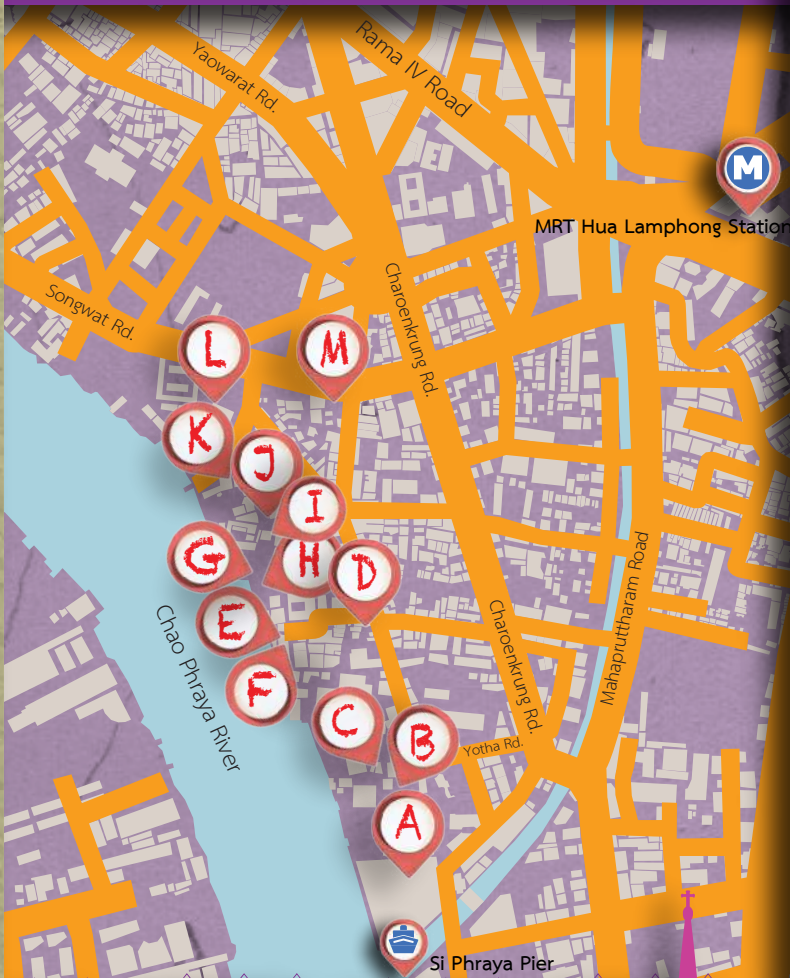 Yaowarat Rd.
Rama IV Road
M
MRT Hua Lamphong Station
Songwat Rd.
Charoenkrung Rd.
L
M
K
J
I
G
H
D
E
Chao Phraya River
F
C
B
Charoenkrung Rd.
Mahapruttharam Road
Yotha Rd.
A
Si Phraya Pier